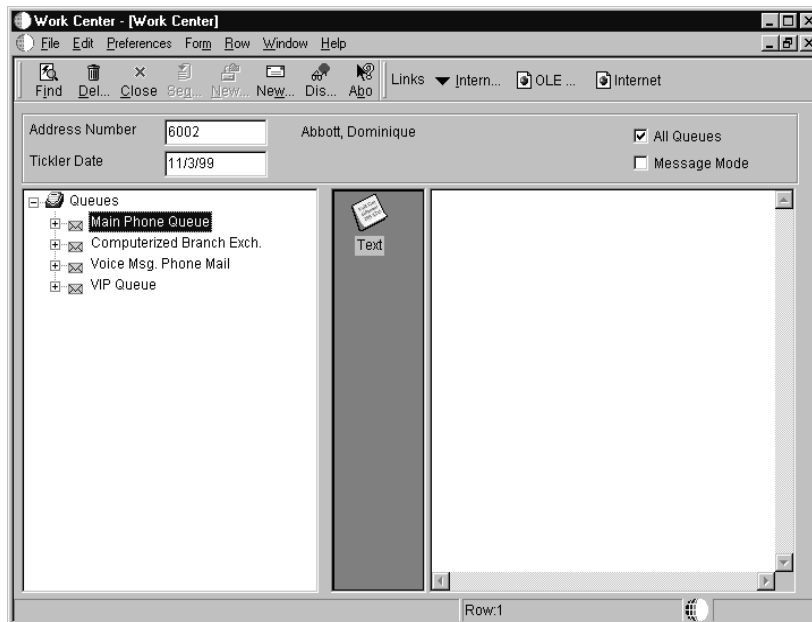 Work Center - [Work Center]
File Edit Preferences Form Row Window Help
Find Del... Close Seq... New... New... Dis... Abo Links Intern... OLE ... Internet
Address Number 6002 Abbott, Dominique All Queues
Tickler Date 11/3/99 Message Mode
Queues
Main Phone Queue
Computerized Branch Exch.
Voice Msg. Phone Mail
VIP Queue
Text
Row:1